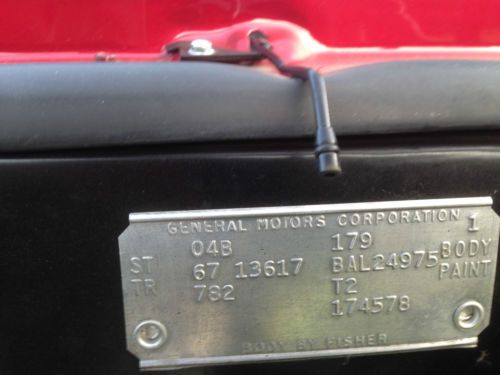 GENERAL MOTORS CORPORATION 1
04B 179
ST 67 13617 BAL24975 BODY
TR 782 T2 PAINT
174578
BODY BY FISHER